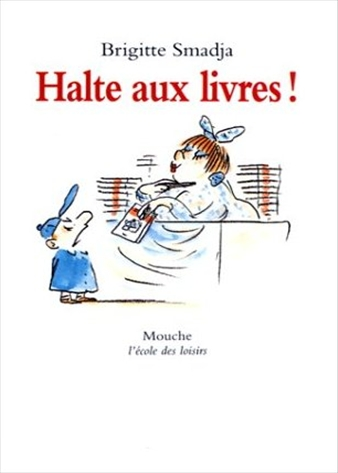 Brigitte Smadja
Halte aux livres !
Mouche
l'école des loisirs